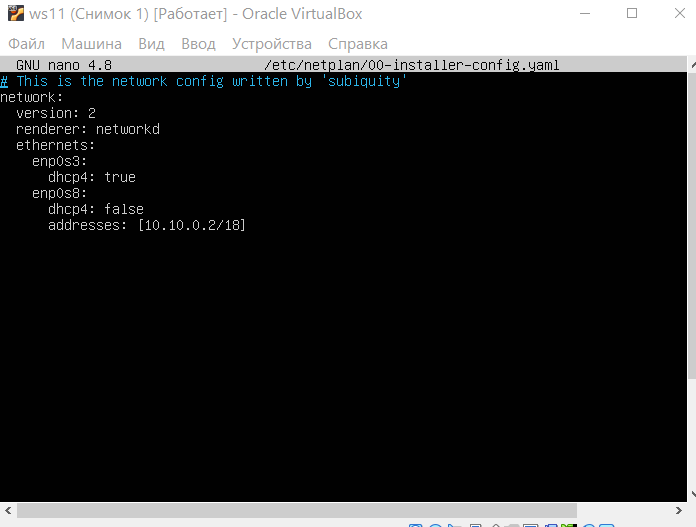 ws11 (Снимок 1) [Работает] - Oracle VirtualBox
Файл Машина Вид Ввод Устройства Справка
GNU nano 4.8 /etc/netplan/00-installer-config.yaml
# This is the network config written by 'subiquity'
network:
  version: 2
  renderer: networkd
  ethernets:
    enp0s3:
      dhcp4: true
    enp0s8:
      dhcp4: false
      addresses: [10.10.0.2/18]